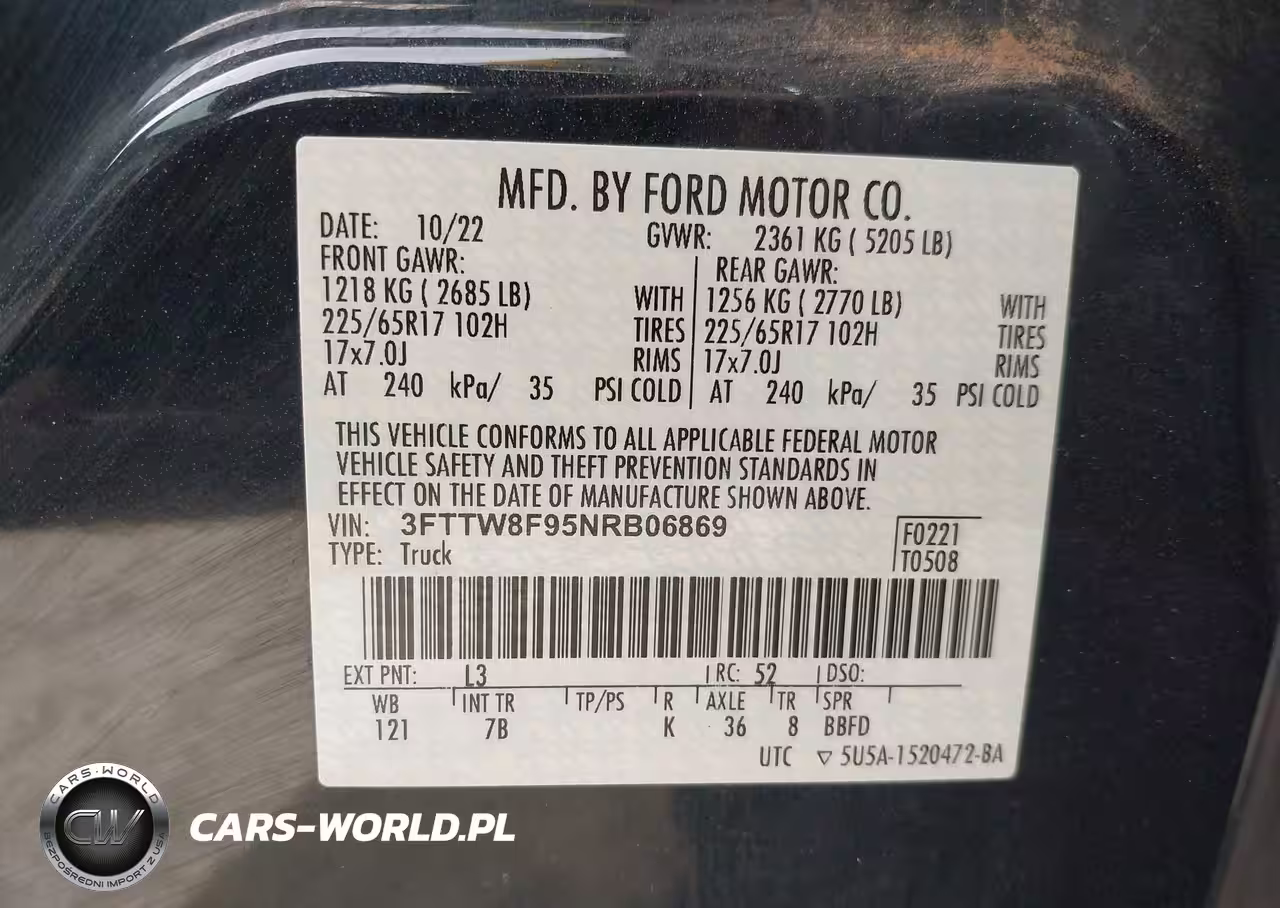 MFD. BY FORD MOTOR CO.
DATE: 10/22 GVWR: 2361 KG ( 5205 LB)
FRONT GAWR: REAR GAWR:
1218 KG ( 2685 LB) WITH 1256 KG ( 2770 LB) WITH
225/65R17 102H TIRES 225/65R17 102H TIRES
17x7.0J RIMS 17x7.0J RIMS
AT 240 kPa/ 35 PSI COLD AT 240 kPa/ 35 PSI COLD
THIS VEHICLE CONFORMS TO ALL APPLICABLE FEDERAL MOTOR
VEHICLE SAFETY AND THEFT PREVENTION STANDARDS IN
EFFECT ON THE DATE OF MANUFACTURE SHOWN ABOVE.
VIN: 3FTTW8F95NRB06869 F0221
TYPE: Truck T0508
EXT PNT: L3 RC: 52 DSO:
WB INT TR TP/PS R AXLE TR SPR
121 7B K 36 8 BBFD
UTC ▽ 5U5A-1520472-BA
CARS-WORLD
CW
BEZPOŚREDNI IMPORT Z USA
CARS-WORLD.PL